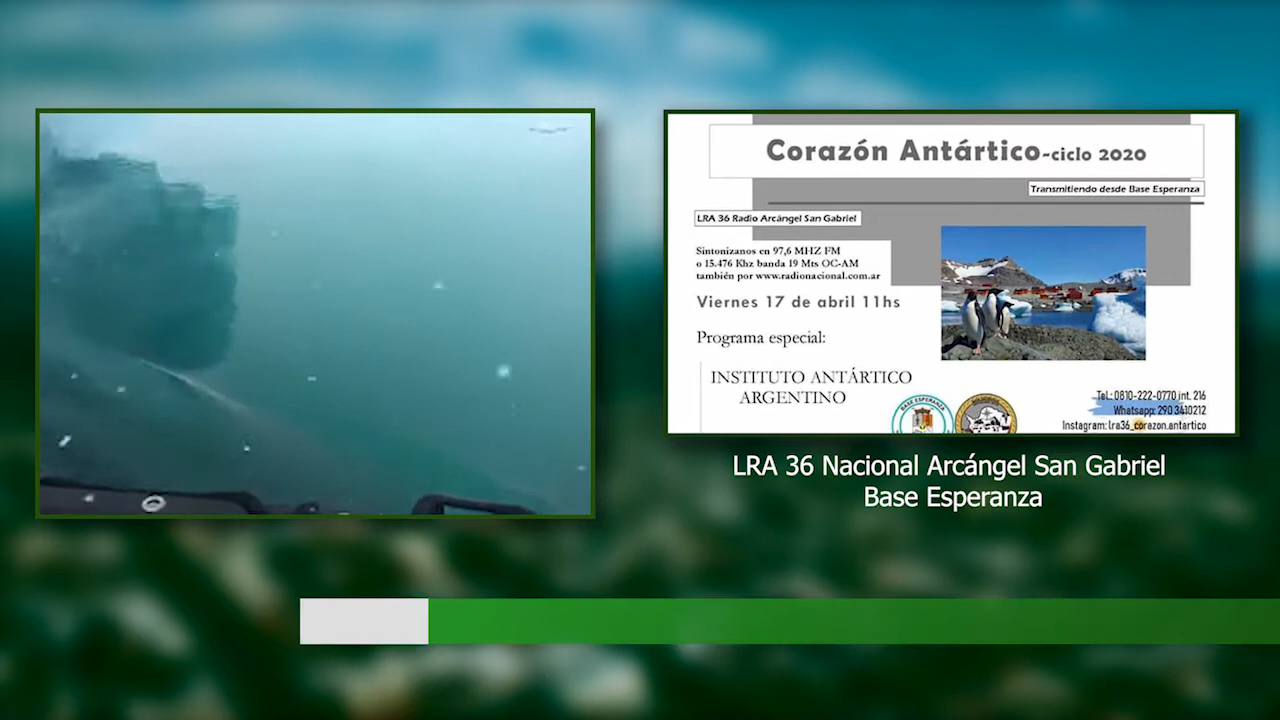 Corazón Antártico-ciclo 2020
Transmitiendo desde Base Esperanza
LRA 36 Radio Arcángel San Gabriel
Sintonizanos en 97,6 MHZ FM
o 15.476 Khz banda 19 Mts OC-AM
también por www.radionacional.com.ar
Viernes 17 de abril 11hs
Programa especial:
INSTITUTO ANTÁRTICO
ARGENTINO
BASE ESPERANZA
Tel.: 0810-222-0770 int. 216
Whatsapp: 290 3410212
Instagram: lra36_corazon.antartico
LRA 36 Nacional Arcángel San Gabriel
Base Esperanza